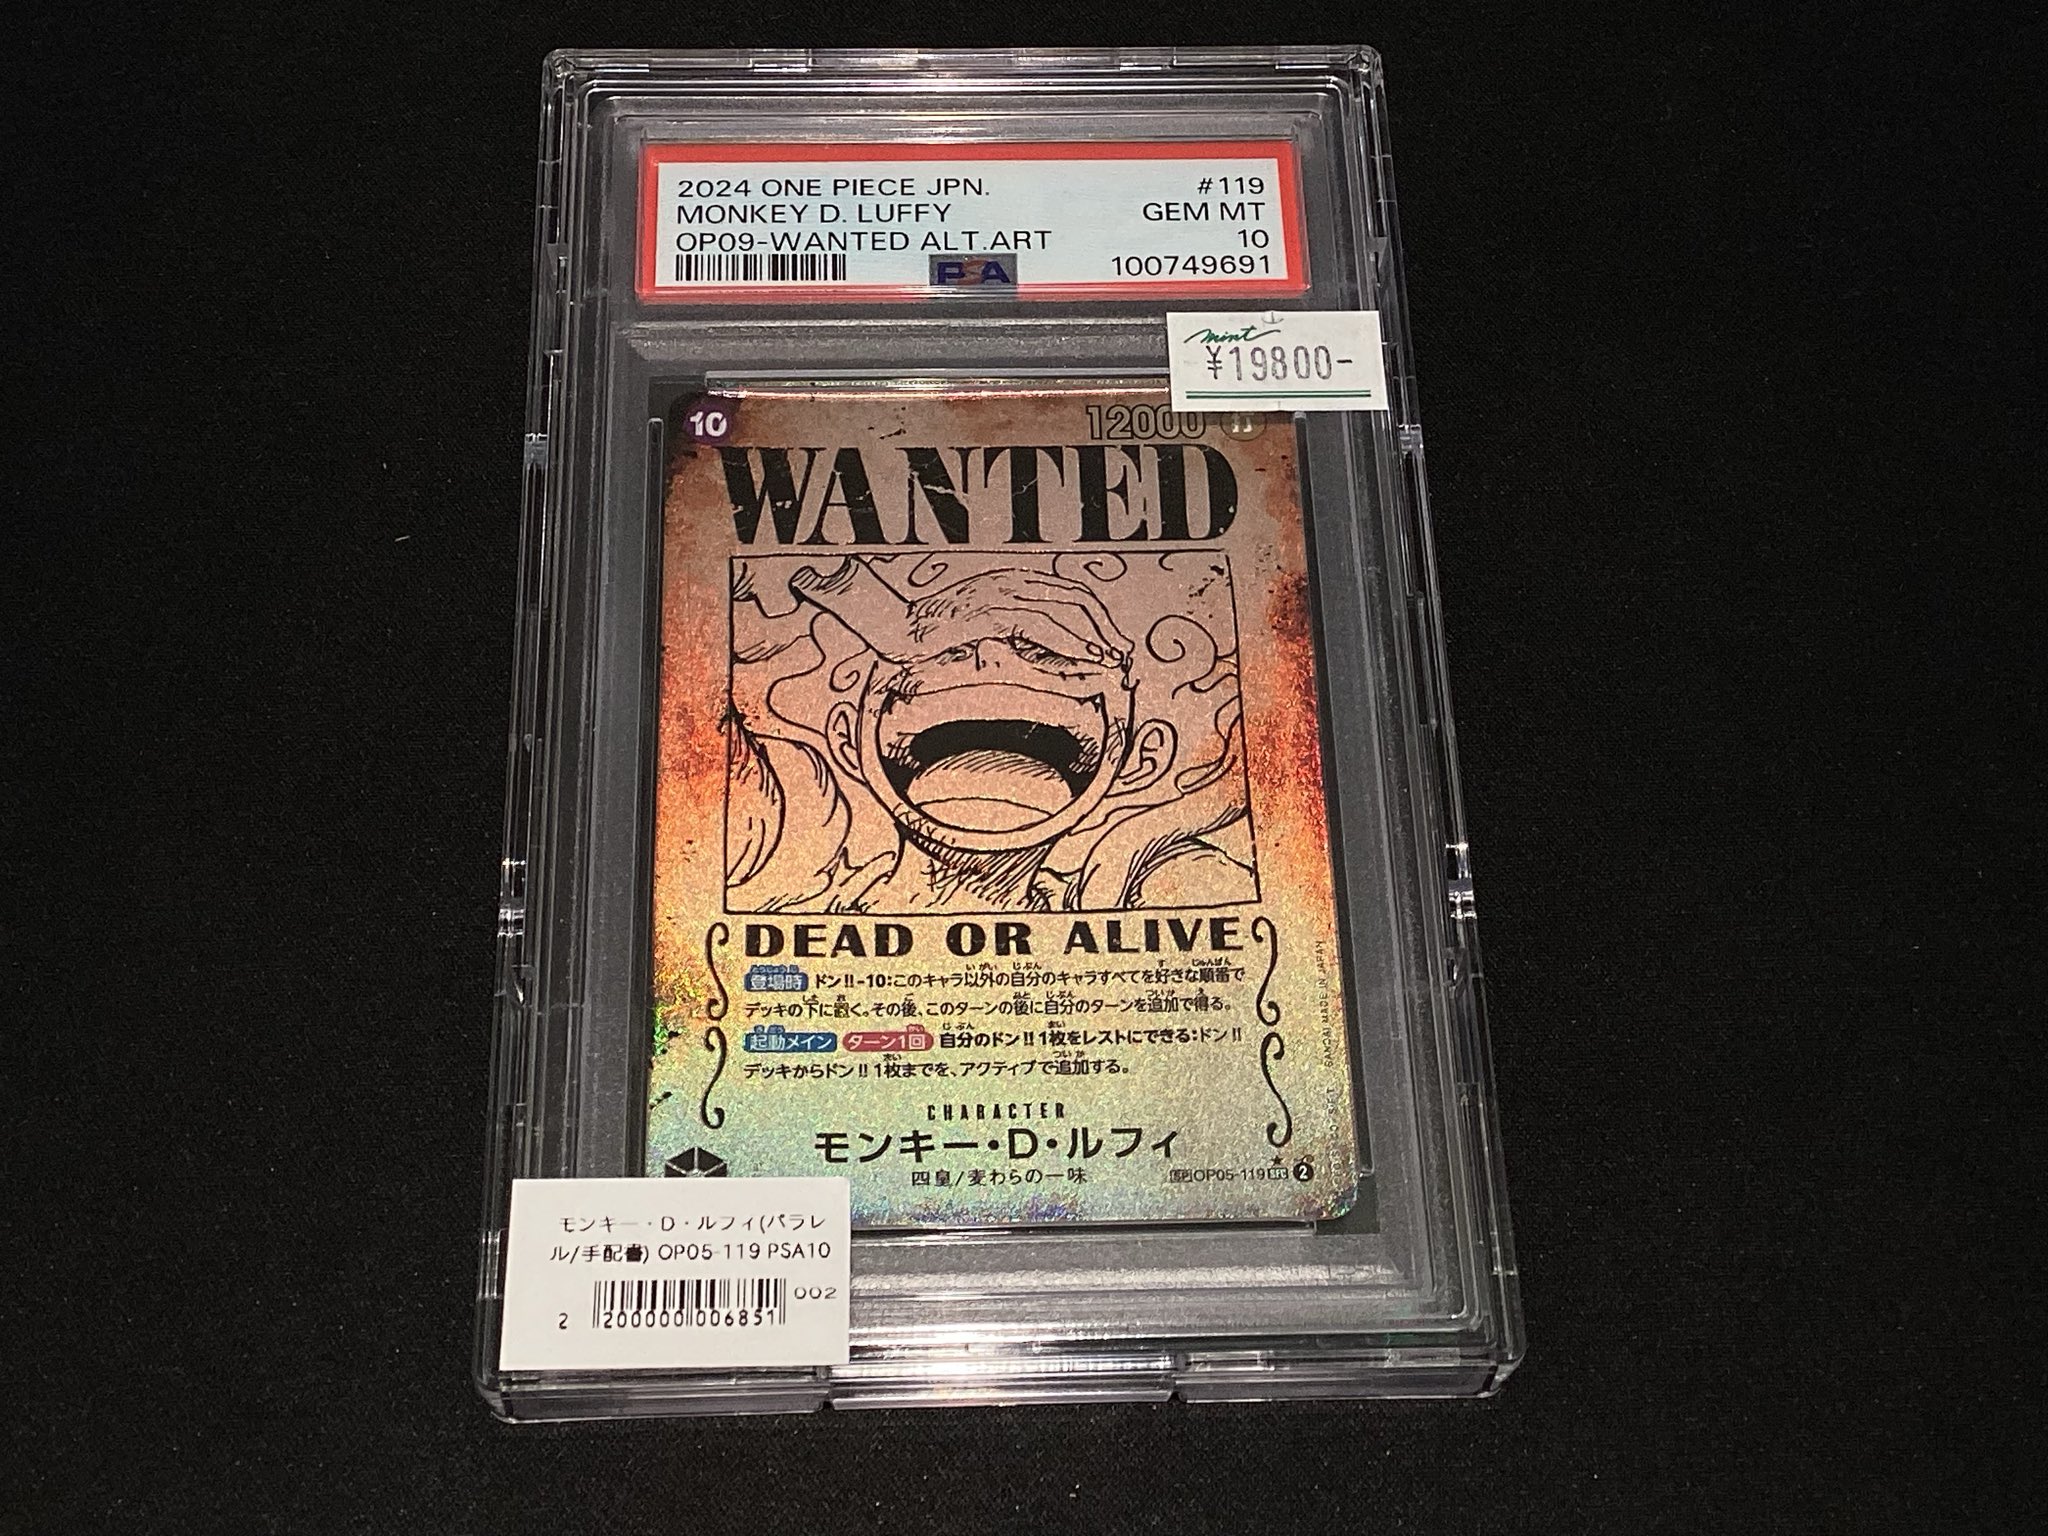 2024 ONE PIECE JPN. #119
MONKEY D. LUFFY GEM MT
OP09-WANTED ALT.ART 10
PSA 100749691
mint
¥19800-
10 12000
WANTED
DEAD OR ALIVE
登場時 ドン!!-10:このキャラ以外の自分のキャラすべてを好きな順番で
デッキの下に置く。その後、このターンの後に自分のターンを追加で得る。
起動メイン ターン1回 自分のドン!!1枚をレストにできる:ドン!!
デッキからドン!!1枚までを、アクティブで追加する。
CHARACTER
モンキー・D・ルフィ
四皇/麦わらの一味
SP OP05-119 SEC 2
BANDAI MADE IN JAPAN
モンキー・D・ルフィ(パラレ
ル/手配書) OP05-119 PSA10
002
2 200000 006851